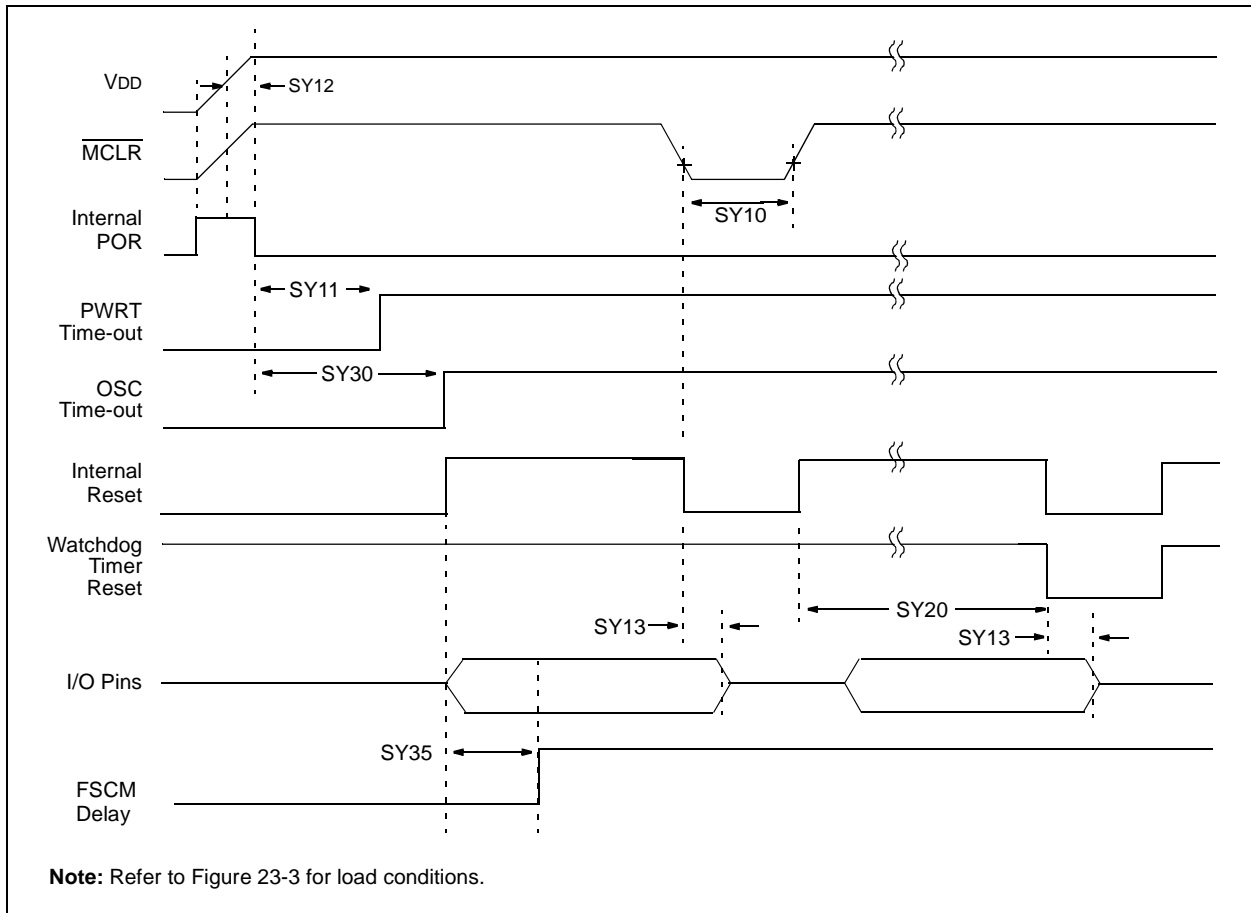 VDD
SY12
MCLR
SY10
Internal
POR
SY11
PWRT
Time-out
SY30
OSC
Time-out
Internal
Reset
Watchdog
Timer
Reset
SY20
SY13
SY13
I/O Pins
SY35
FSCM
Delay
Note: Refer to Figure 23-3 for load conditions.